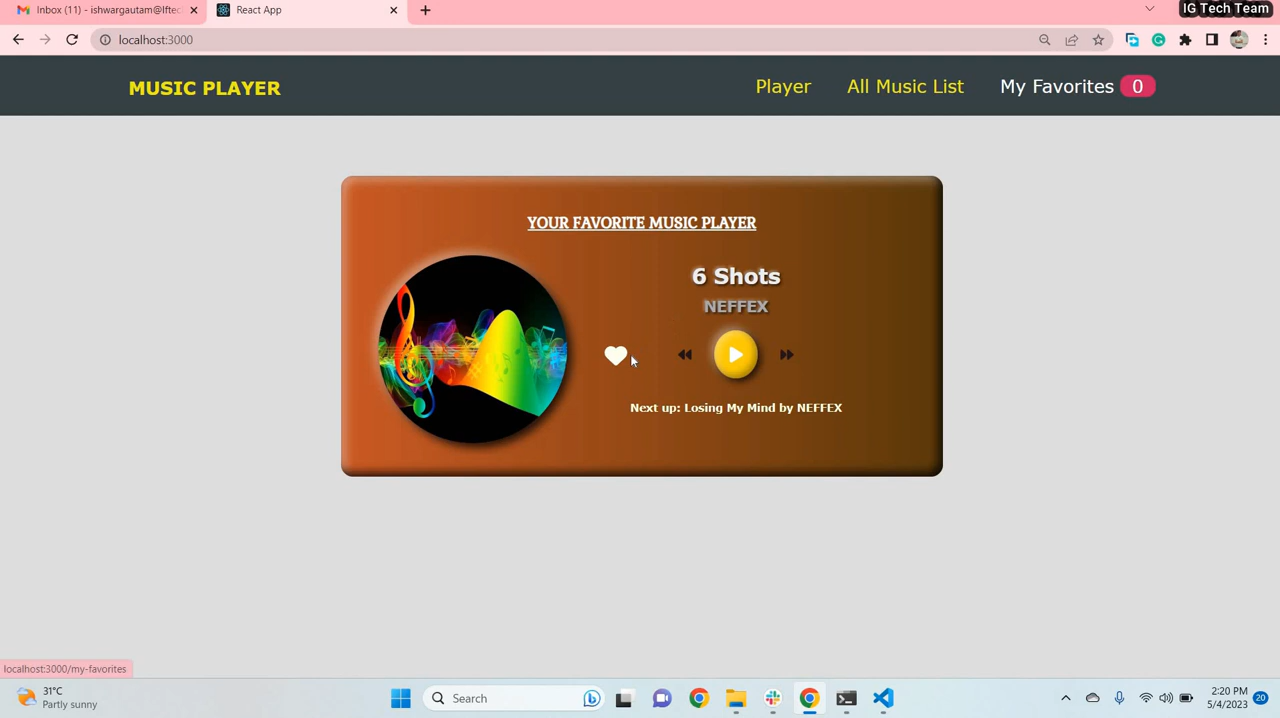 Inbox (11) - ishwargautam@lftec
React App
IG Tech Team
localhost:3000
MUSIC PLAYER
Player
All Music List
My Favorites 0
YOUR FAVORITE MUSIC PLAYER
6 Shots
NEFFEX
Next up: Losing My Mind by NEFFEX
localhost:3000/my-favorites
31°C
Partly sunny
Search
2:20 PM
5/4/2023
20